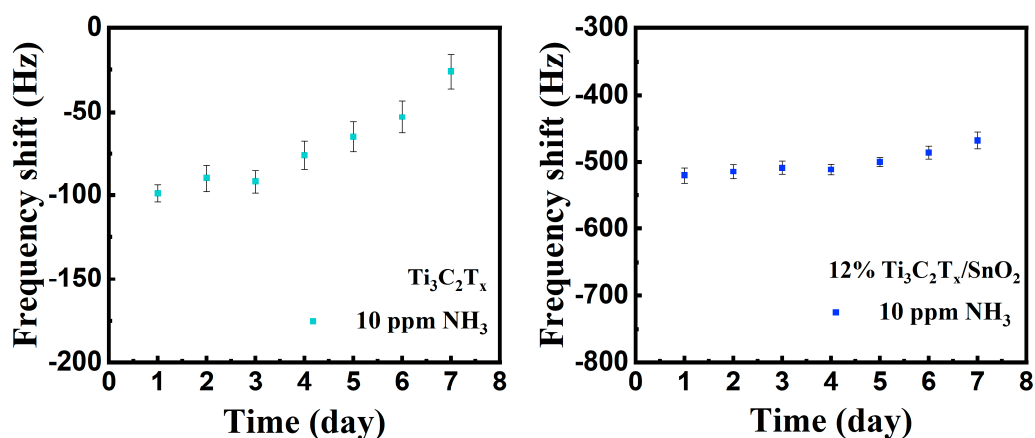 Frequency shift (Hz)
0
-50
-100
-150
-200
0 1 2 3 4 5 6 7 8
Time (day)
Ti₃C₂Tₓ
10 ppm NH₃
Frequency shift (Hz)
-300
-400
-500
-600
-700
-800
0 1 2 3 4 5 6 7 8
Time (day)
12% Ti₃C₂Tₓ/SnO₂
10 ppm NH₃